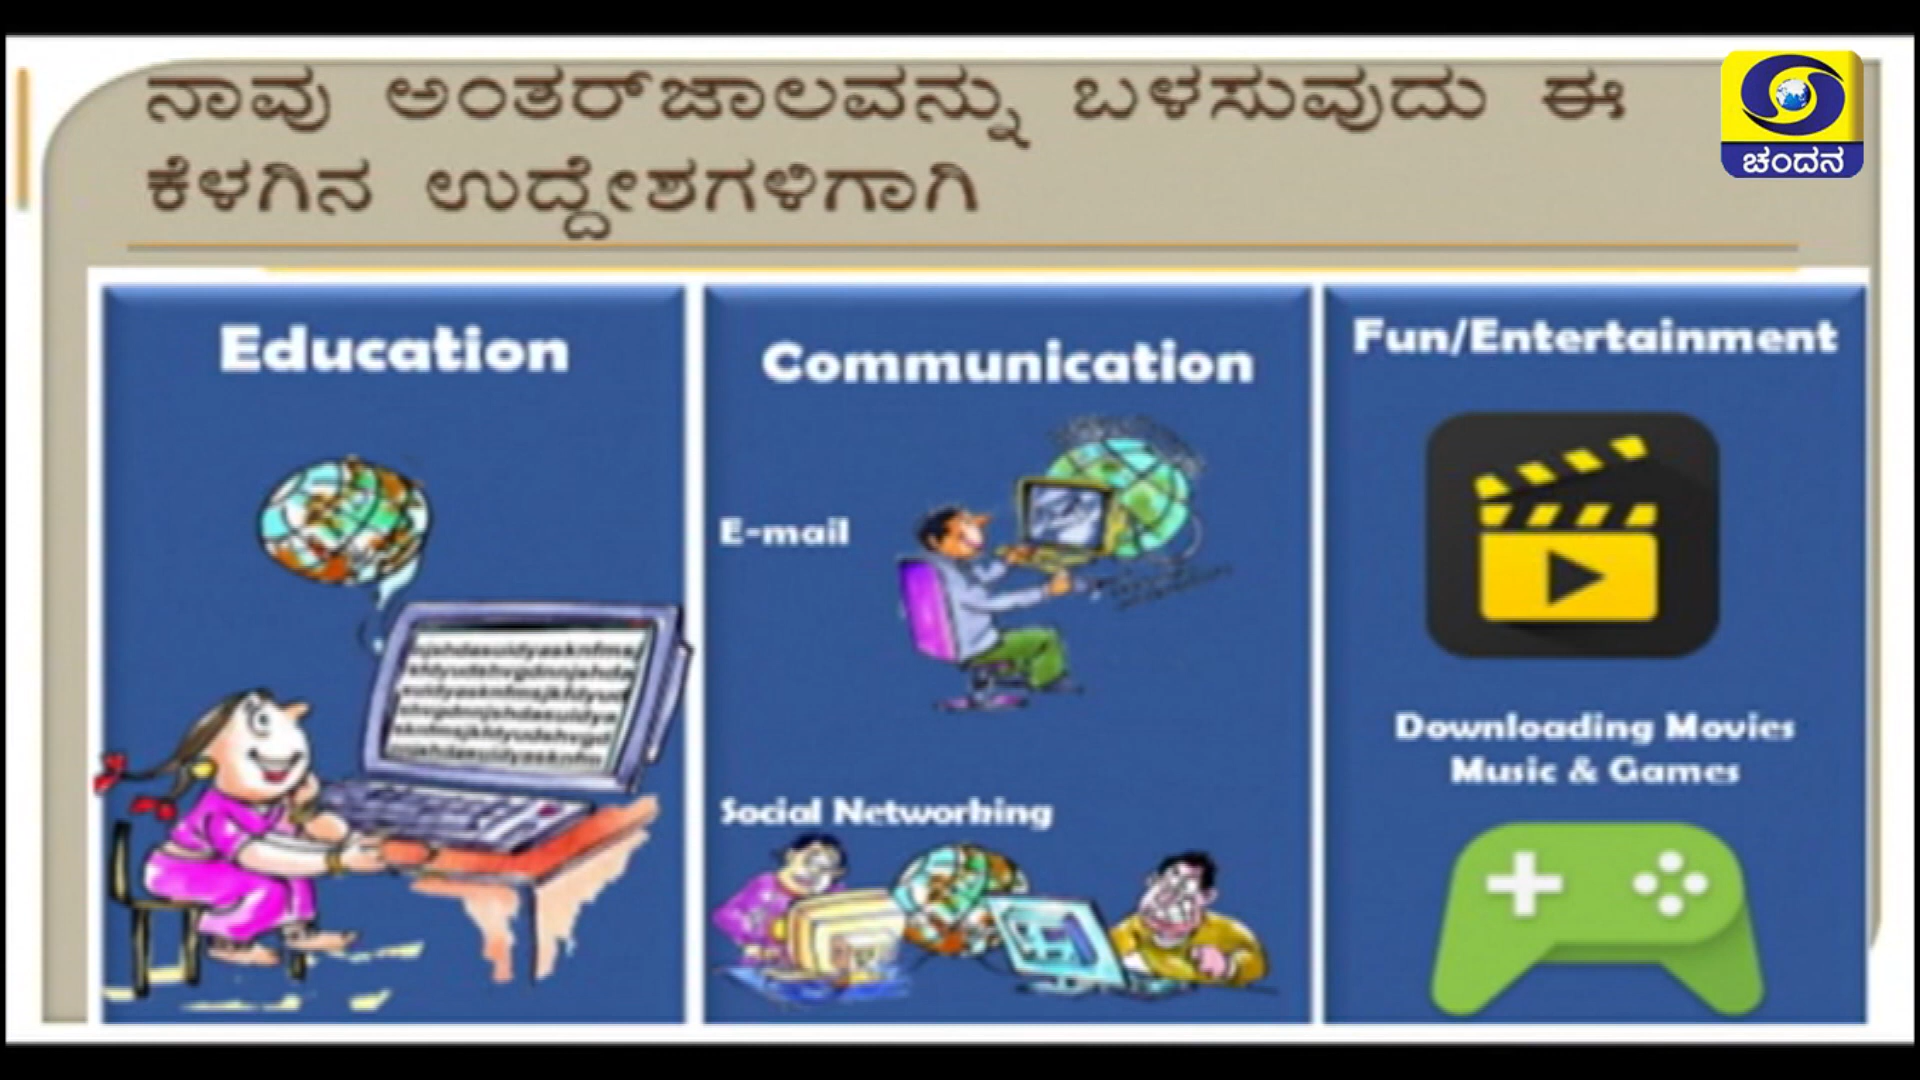 ನಾವು ಅಂತರ್‌ಜಾಲವನ್ನು ಬಳಸುವುದು ಈ
ಕೆಳಗಿನ ಉದ್ದೇಶಗಳಿಗಾಗಿ
ಚಂದನ
Education
Communication
E-mail
Social Networking
Fun/Entertainment
Downloading Movies
Music & Games